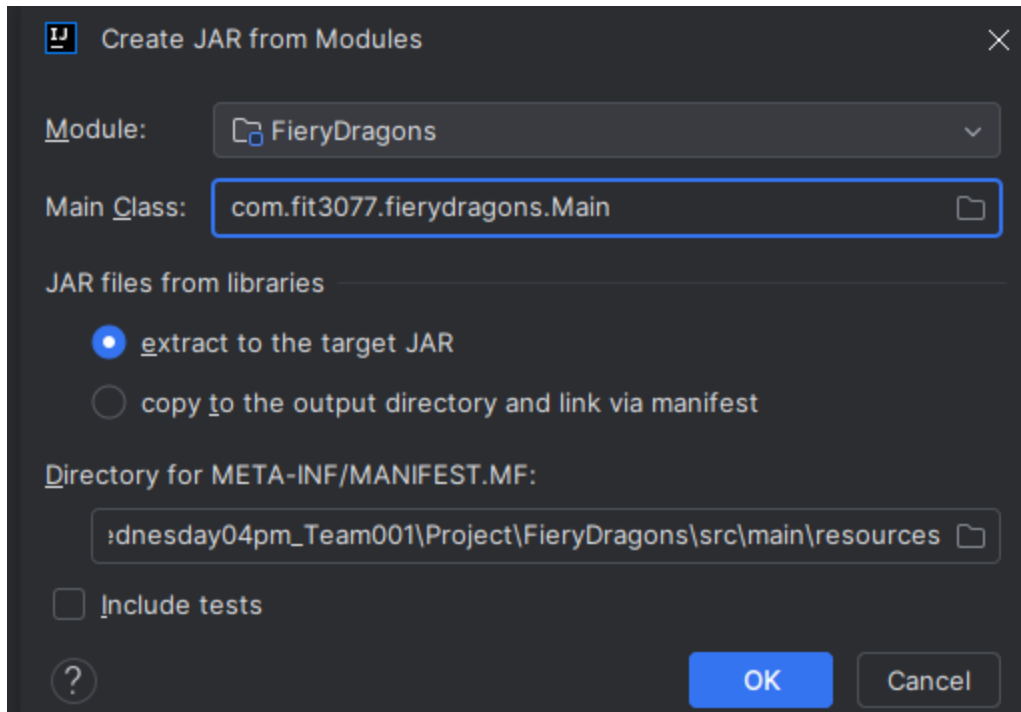 IJ
Create JAR from Modules
Module:
FieryDragons
Main Class:
com.fit3077.fierydragons.Main
JAR files from libraries
extract to the target JAR
copy to the output directory and link via manifest
Directory for META-INF/MANIFEST.MF:
ednesday04pm_Team001\Project\FieryDragons\src\main\resources
Include tests
?
OK
Cancel